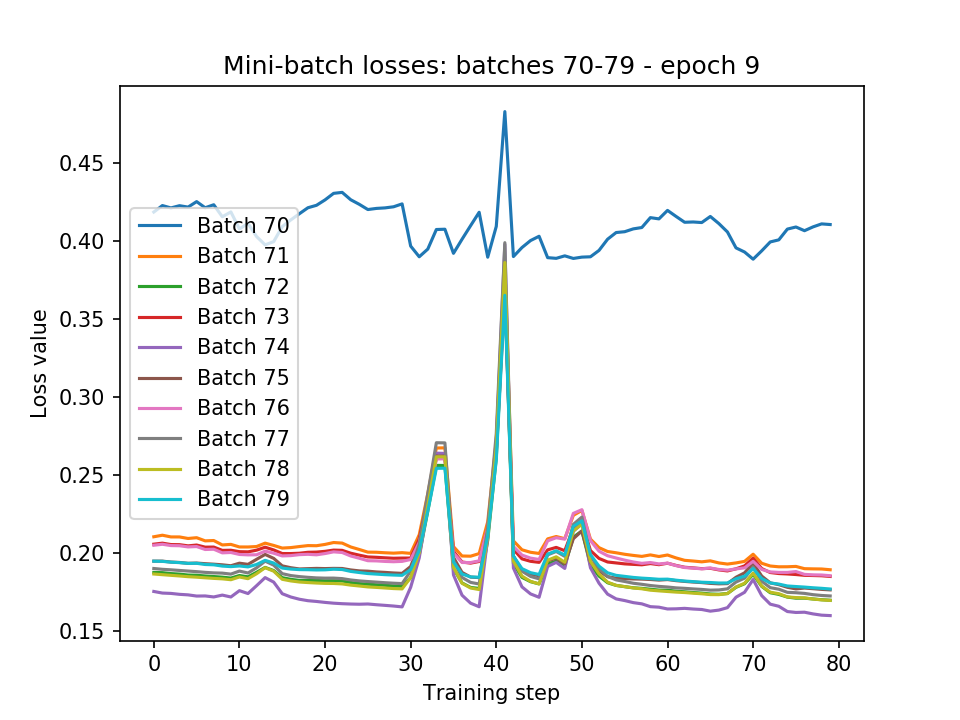 Mini-batch losses: batches 70-79 - epoch 9
Loss value
0.45
0.40
0.35
0.30
0.25
0.20
0.15
Batch 70
Batch 71
Batch 72
Batch 73
Batch 74
Batch 75
Batch 76
Batch 77
Batch 78
Batch 79
0 10 20 30 40 50 60 70 80
Training step